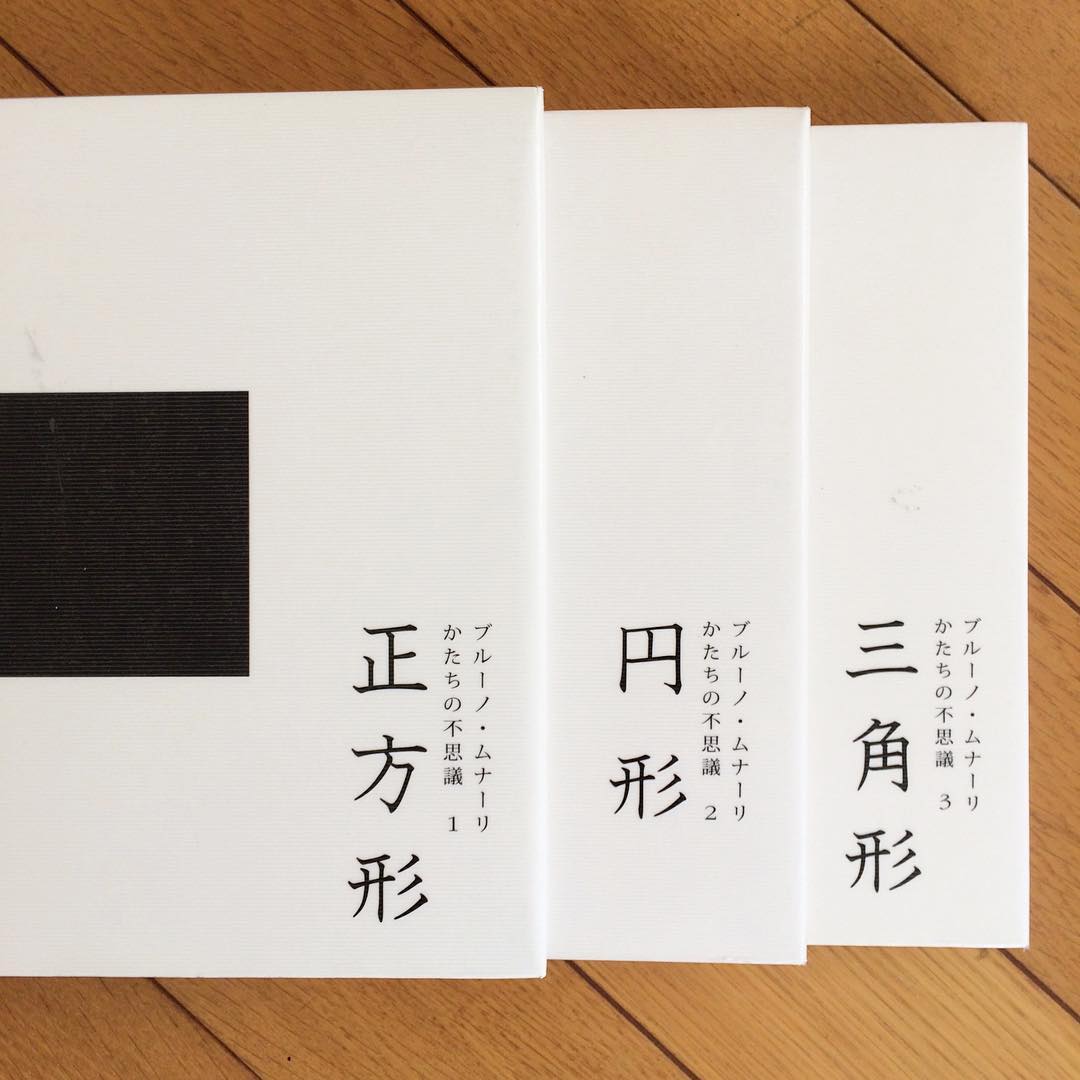 ブルーノ・ムナーリ
かたちの不思議 1
正方形
ブルーノ・ムナーリ
かたちの不思議 2
円形
ブルーノ・ムナーリ
かたちの不思議 3
三角形